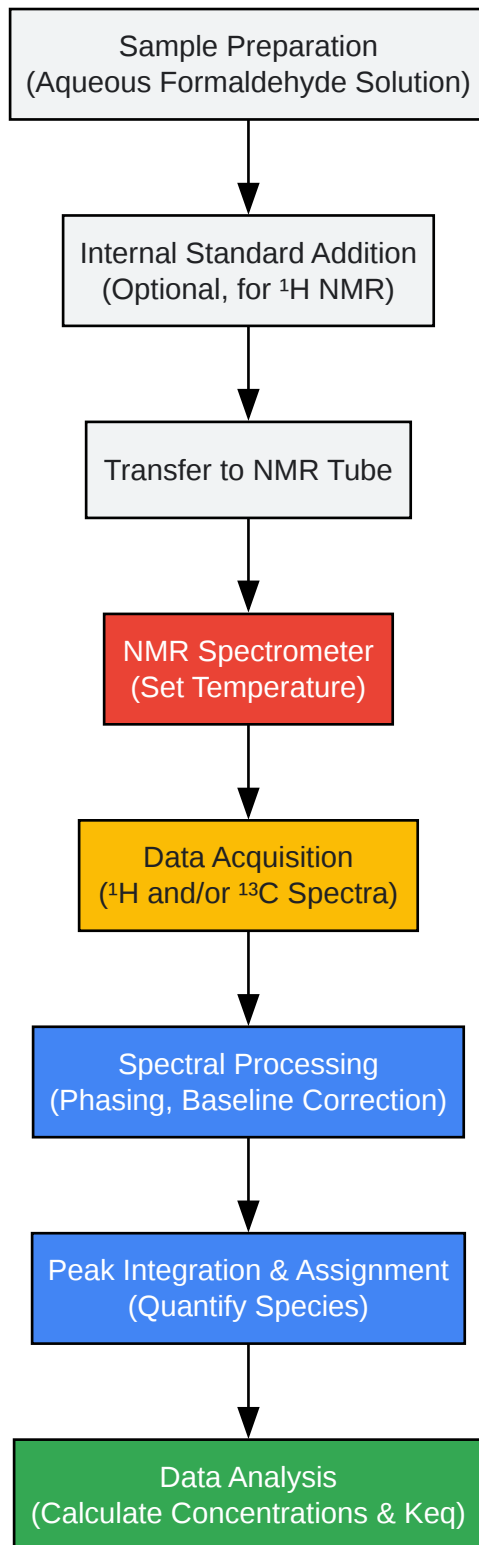 Sample Preparation
(Aqueous Formaldehyde Solution)
Internal Standard Addition
(Optional, for ¹H NMR)
Transfer to NMR Tube
NMR Spectrometer
(Set Temperature)
Data Acquisition
(¹H and/or ¹³C Spectra)
Spectral Processing
(Phasing, Baseline Correction)
Peak Integration & Assignment
(Quantify Species)
Data Analysis
(Calculate Concentrations & Keq)